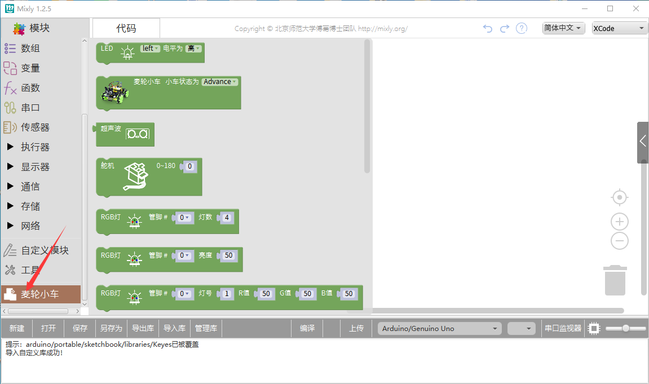 Mixly 1.2.5
模块
代码
Copyright © 北京师范大学傅骞博士团队 http://mixly.org/
简体中文
XCode
数组
变量
函数
串口
传感器
执行器
显示器
通信
存储
网络
自定义模块
工具
麦轮小车
LED left 电平为 高
麦轮小车 小车状态为 Advance
超声波
舵机 0~180 0
RGB灯 管脚 # 0 灯数 4
RGB灯 管脚 # 0 亮度 50
RGB灯 管脚 # 0 灯号 1 R值 50 G值 50 B值 50
新建 打开 保存 另存为 导出库 导入库 管理库 编译 上传 Arduino/Genuino Uno 串口监视器
提示: arduino/portable/sketchbook/libraries/Keyes已被覆盖
导入自定义库成功!